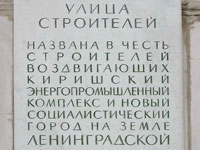 УЛИЦА
СТРОИТЕЛЕЙ
НАЗВАНА В ЧЕСТЬ
СТРОИТЕЛЕЙ
ВОЗДВИГАЮЩИХ
КИРИШСКИЙ
ЭНЕРГОПРОМЫШЛЕННЫЙ
КОМПЛЕКС И НОВЫЙ
СОЦИАЛИСТИЧЕСКИЙ
ГОРОД НА ЗЕМЛЕ
ЛЕНИНГРАДСКОЙ